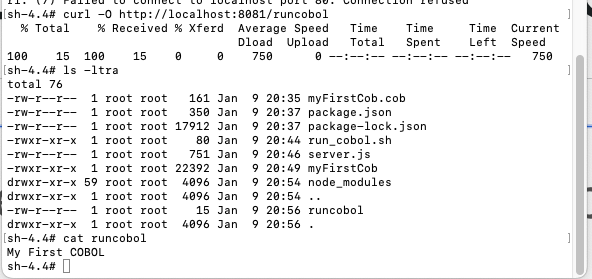 rl: (7) Failed to connect to localhost port 80: Connection refused
[sh-4.4# curl -O http://localhost:8081/runcobol ]
% Total % Received % Xferd Average Speed Time Time Time Current
Dload Upload Total Spent Left Speed
100 15 100 15 0 0 750 0 --:--:-- --:--:-- --:--:-- 750
[sh-4.4# ls -ltra ]
total 76
-rw-r--r-- 1 root root 161 Jan 9 20:35 myFirstCob.cob
-rw-r--r-- 1 root root 350 Jan 9 20:37 package.json
-rw-r--r-- 1 root root 17912 Jan 9 20:37 package-lock.json
-rwxr-xr-x 1 root root 80 Jan 9 20:44 run_cobol.sh
-rw-r--r-- 1 root root 751 Jan 9 20:46 server.js
-rwxr-xr-x 1 root root 22392 Jan 9 20:49 myFirstCob
drwxr-xr-x 59 root root 4096 Jan 9 20:54 node_modules
drwxr-xr-x 1 root root 4096 Jan 9 20:54 ..
-rw-r--r-- 1 root root 15 Jan 9 20:56 runcobol
drwxr-xr-x 1 root root 4096 Jan 9 20:56 .
[sh-4.4# cat runcobol ]
My First COBOL
sh-4.4#